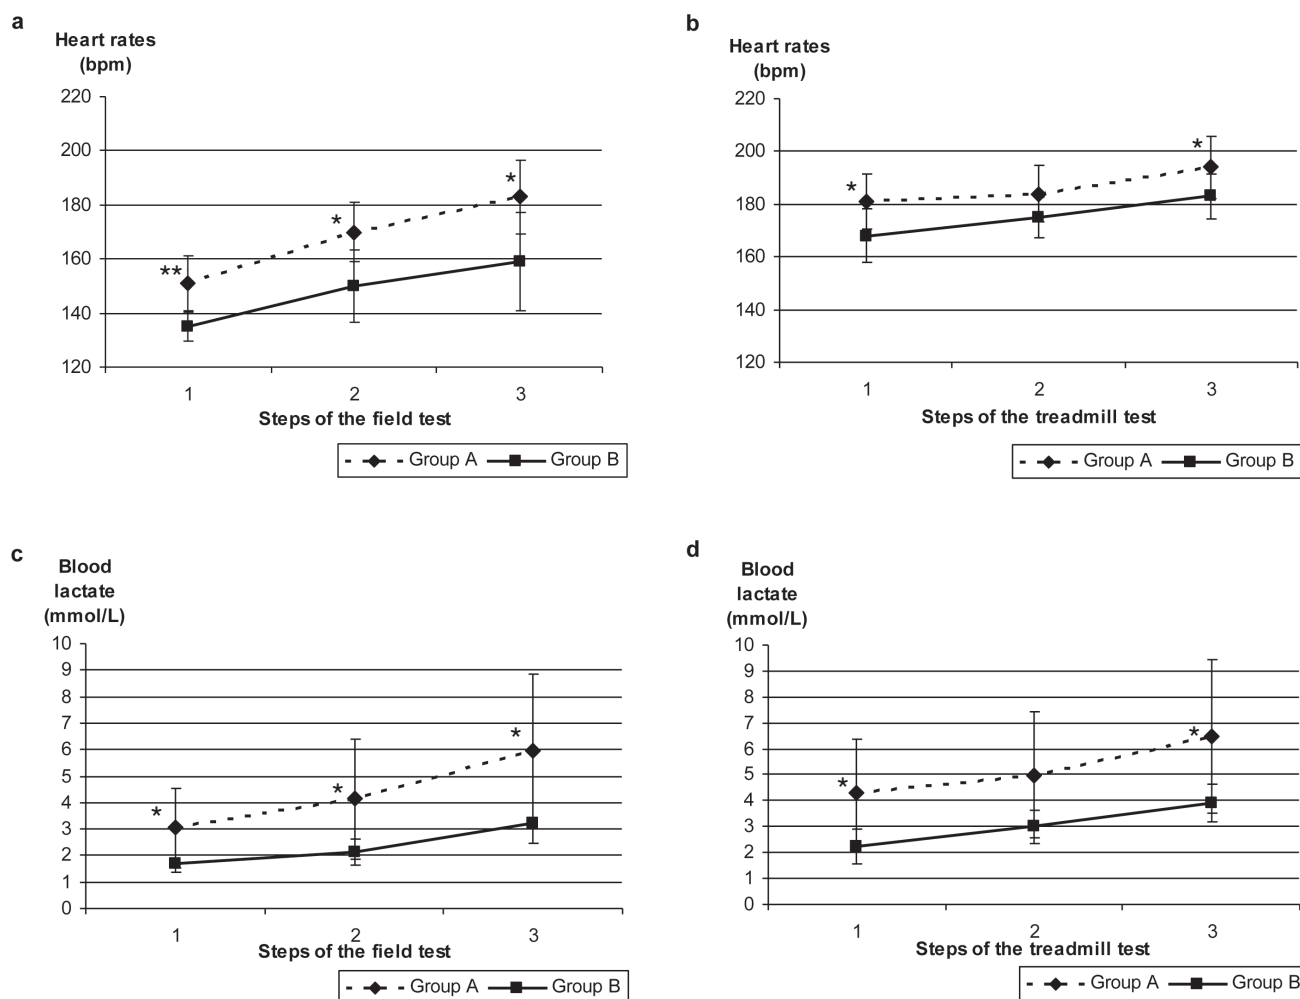 a
Heart rates
(bpm)
220
200
180
160
140
120
**
*
*
1
2
3
Steps of the field test
Group A
Group B
b
Heart rates
(bpm)
220
200
180
160
140
120
*
*
1
2
3
Steps of the treadmill test
Group A
Group B
c
Blood
lactate
(mmol/L)
10
9
8
7
6
5
4
3
2
1
0
*
*
*
1
2
3
Steps of the field test
Group A
Group B
d
Blood
lactate
(mmol/L)
10
9
8
7
6
5
4
3
2
1
0
*
*
1
2
3
Steps of the treadmill test
Group A
Group B